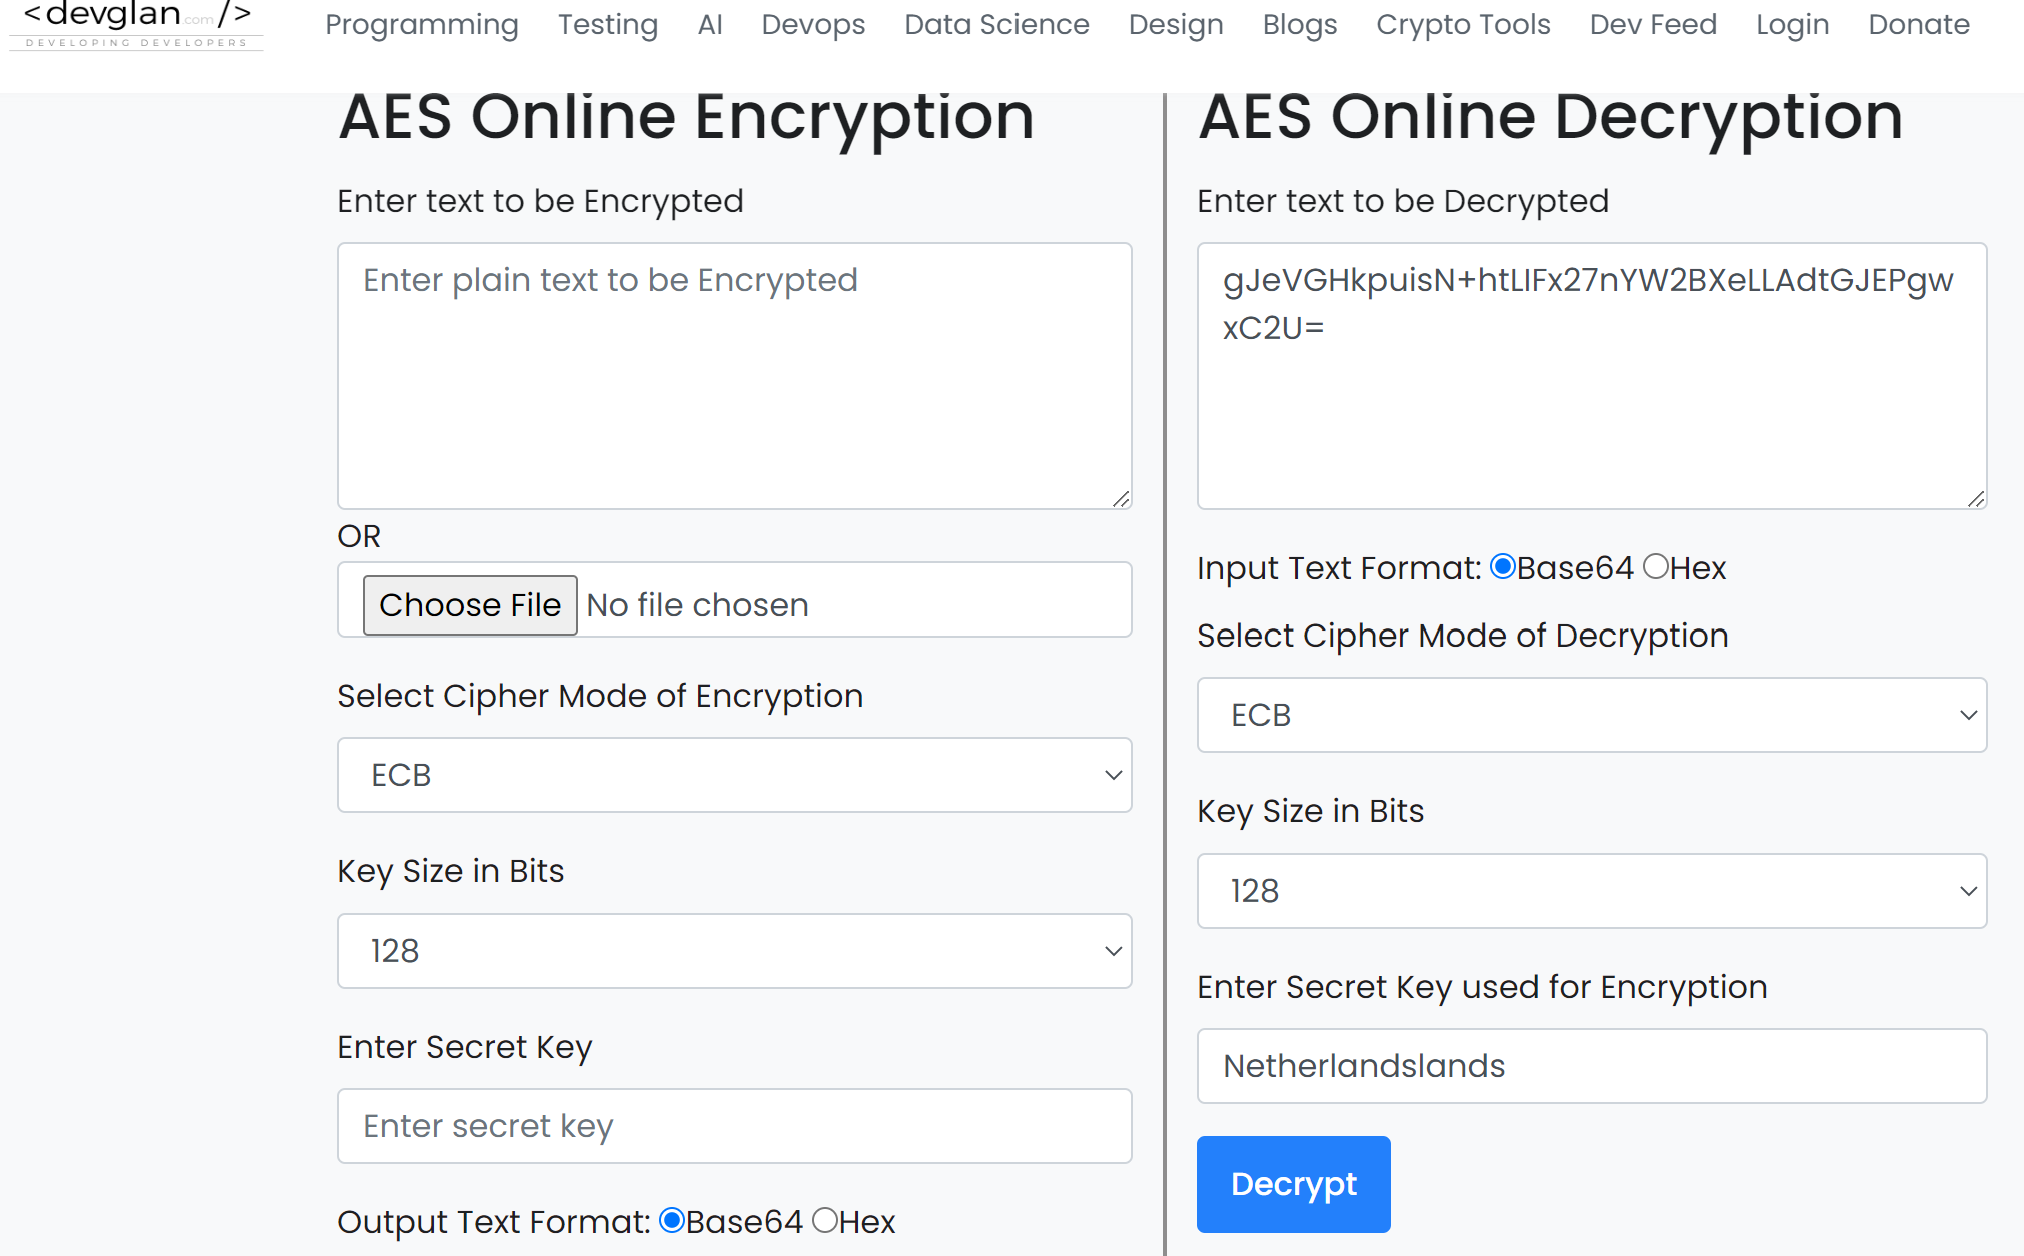 <devglan.com/>
DEVELOPING DEVELOPERS
Programming Testing AI Devops Data Science Design Blogs Crypto Tools Dev Feed Login Donate
AES Online Encryption
Enter text to be Encrypted
Enter plain text to be Encrypted
OR
Choose File No file chosen
Select Cipher Mode of Encryption
ECB
Key Size in Bits
128
Enter Secret Key
Enter secret key
Output Text Format: Base64 Hex
AES Online Decryption
Enter text to be Decrypted
gJeVGHkpuisN+htLIFx27nYW2BXeLLAdtGJEPgw
xC2U=
Input Text Format: Base64 Hex
Select Cipher Mode of Decryption
ECB
Key Size in Bits
128
Enter Secret Key used for Encryption
Netherlandslands
Decrypt